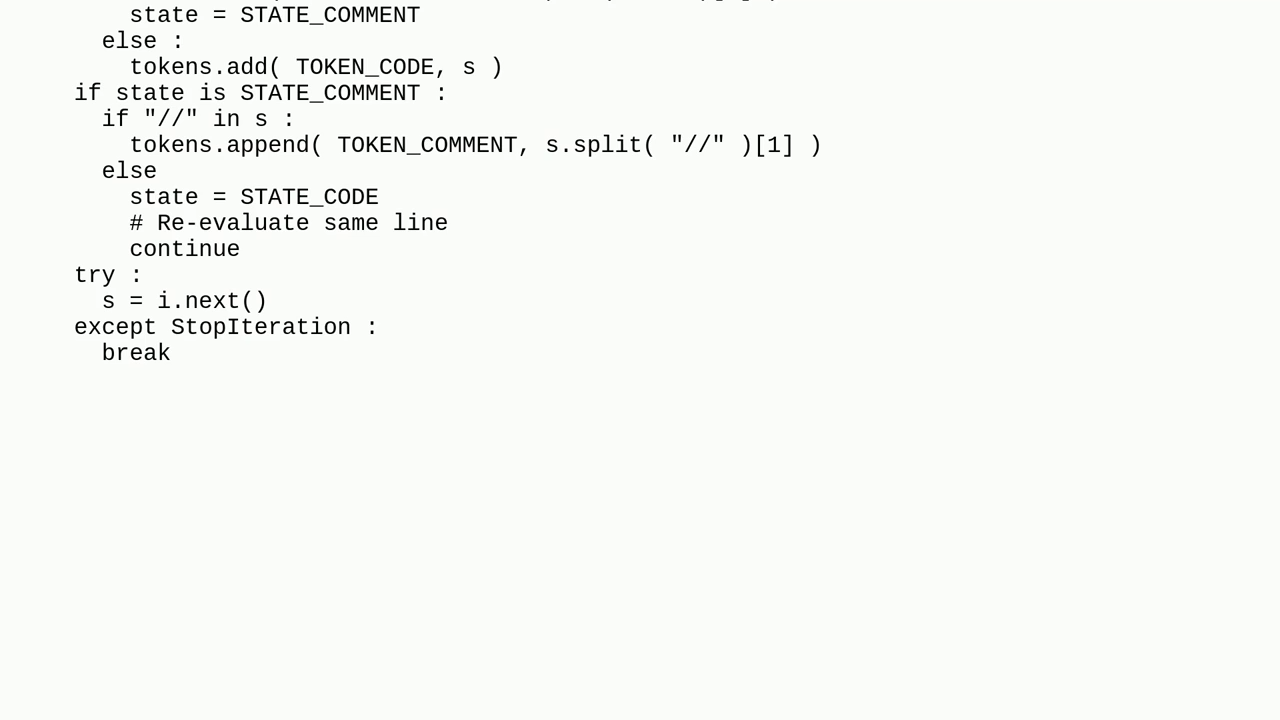 state = STATE_COMMENT
else :
tokens.add( TOKEN_CODE, s )
if state is STATE_COMMENT :
if "//" in s :
tokens.append( TOKEN_COMMENT, s.split( "//" )[1] )
else
state = STATE_CODE
# Re-evaluate same line
continue
try :
s = i.next()
except StopIteration :
break